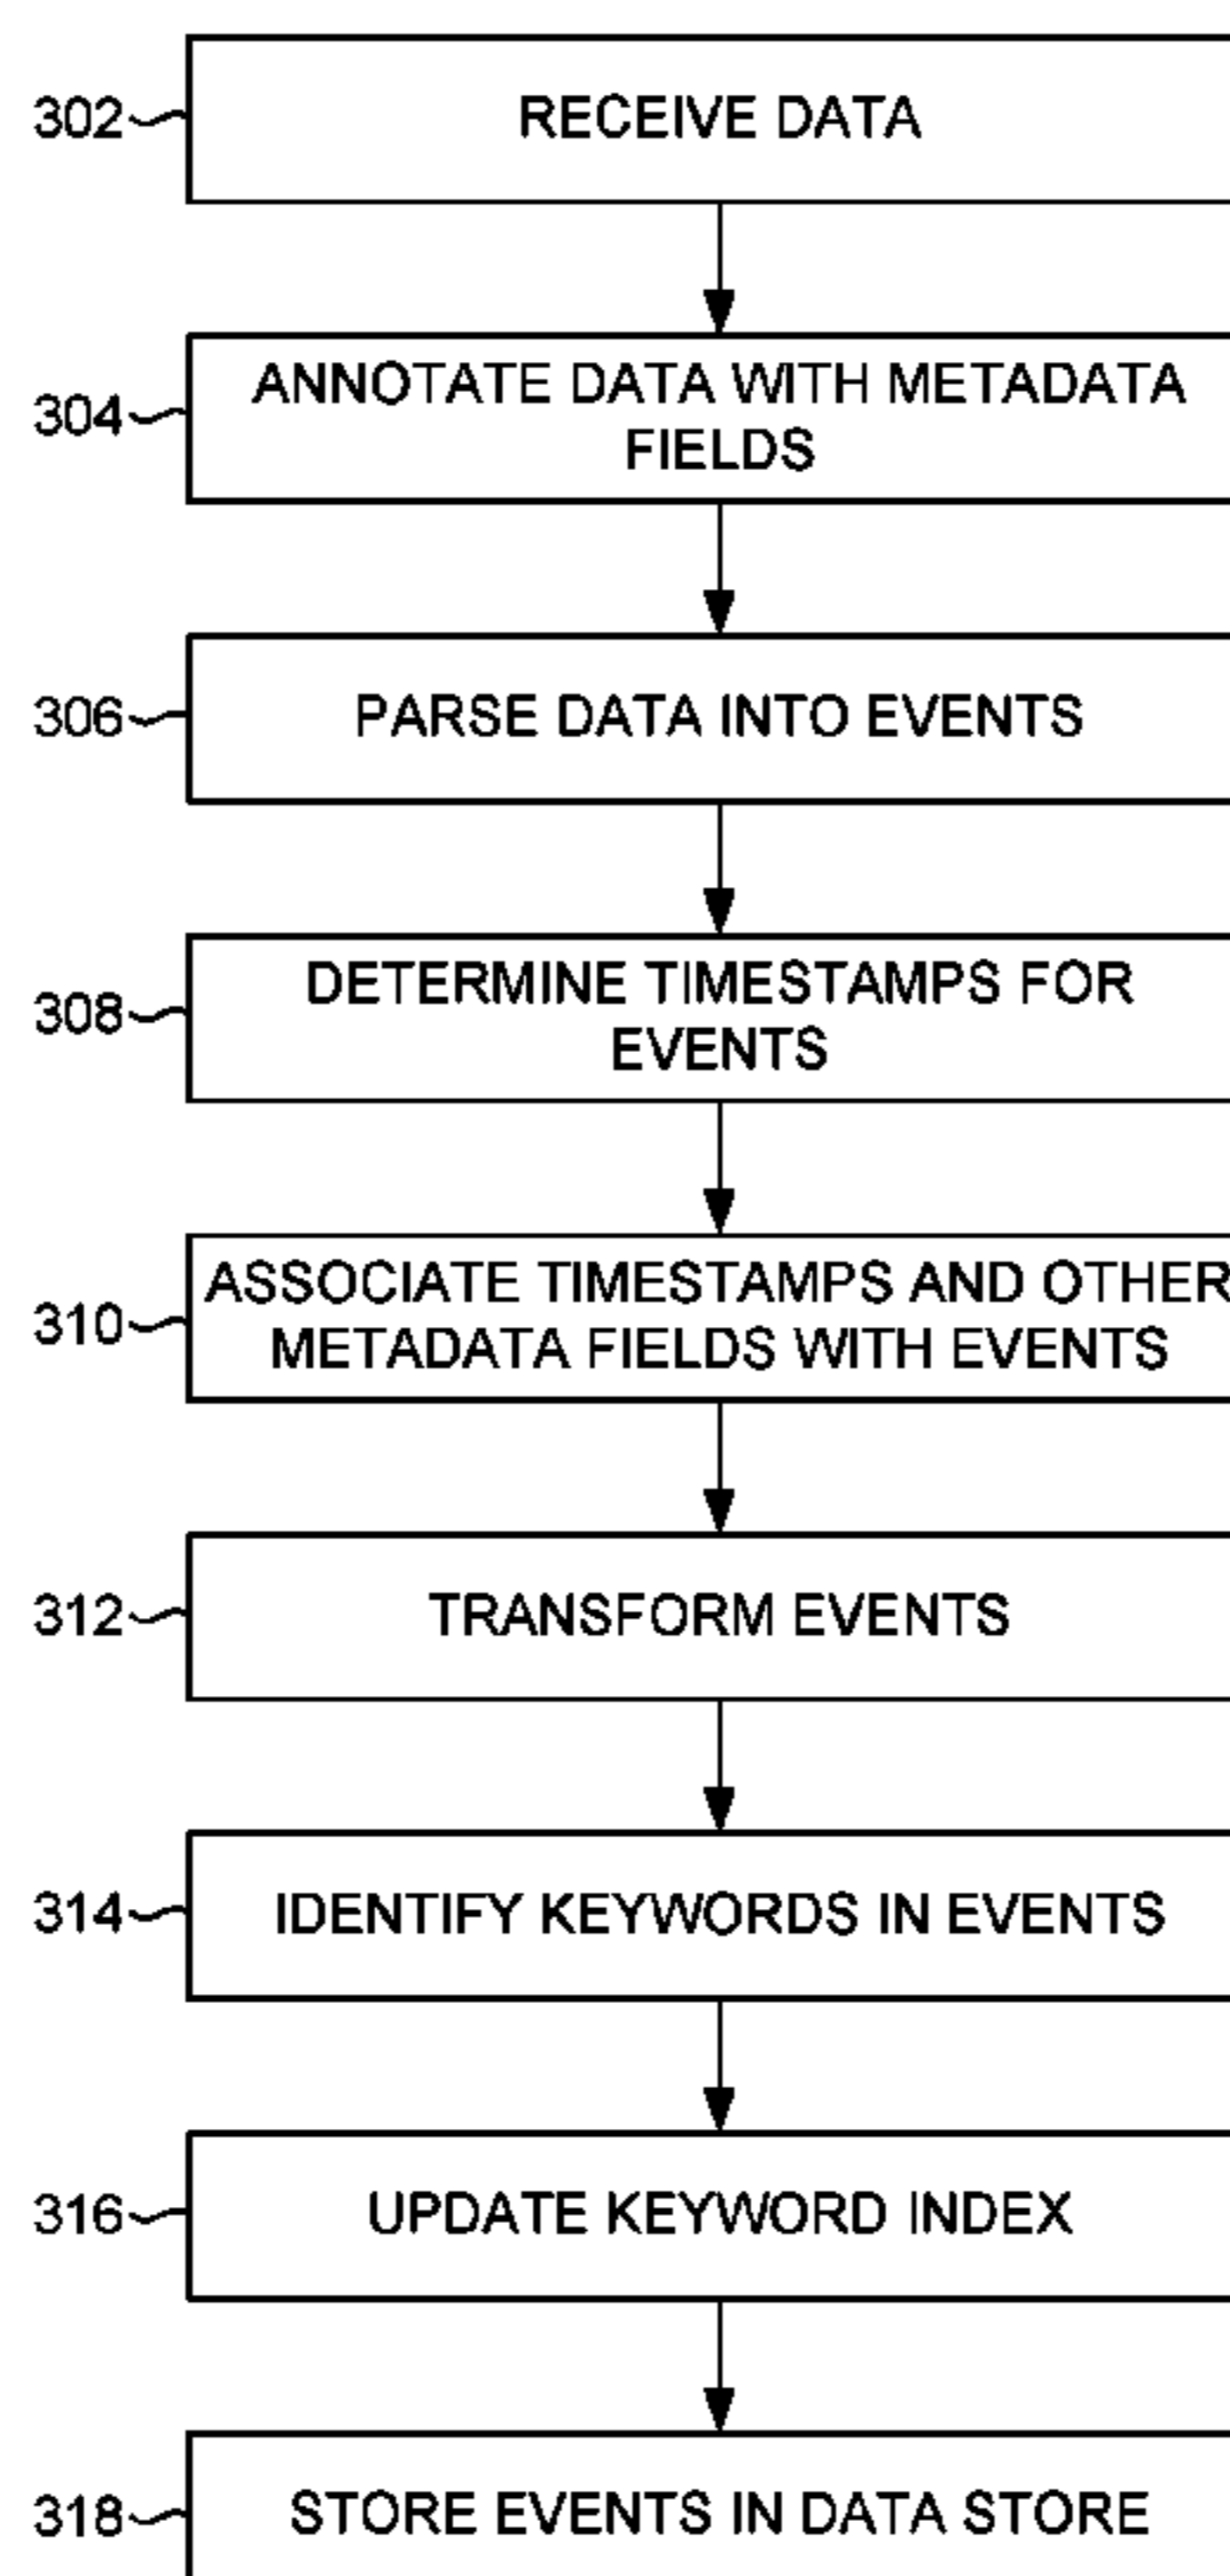 302
RECEIVE DATA
304
ANNOTATE DATA WITH METADATA
FIELDS
306
PARSE DATA INTO EVENTS
308
DETERMINE TIMESTAMPS FOR
EVENTS
310
ASSOCIATE TIMESTAMPS AND OTHER
METADATA FIELDS WITH EVENTS
312
TRANSFORM EVENTS
314
IDENTIFY KEYWORDS IN EVENTS
316
UPDATE KEYWORD INDEX
318
STORE EVENTS IN DATA STORE